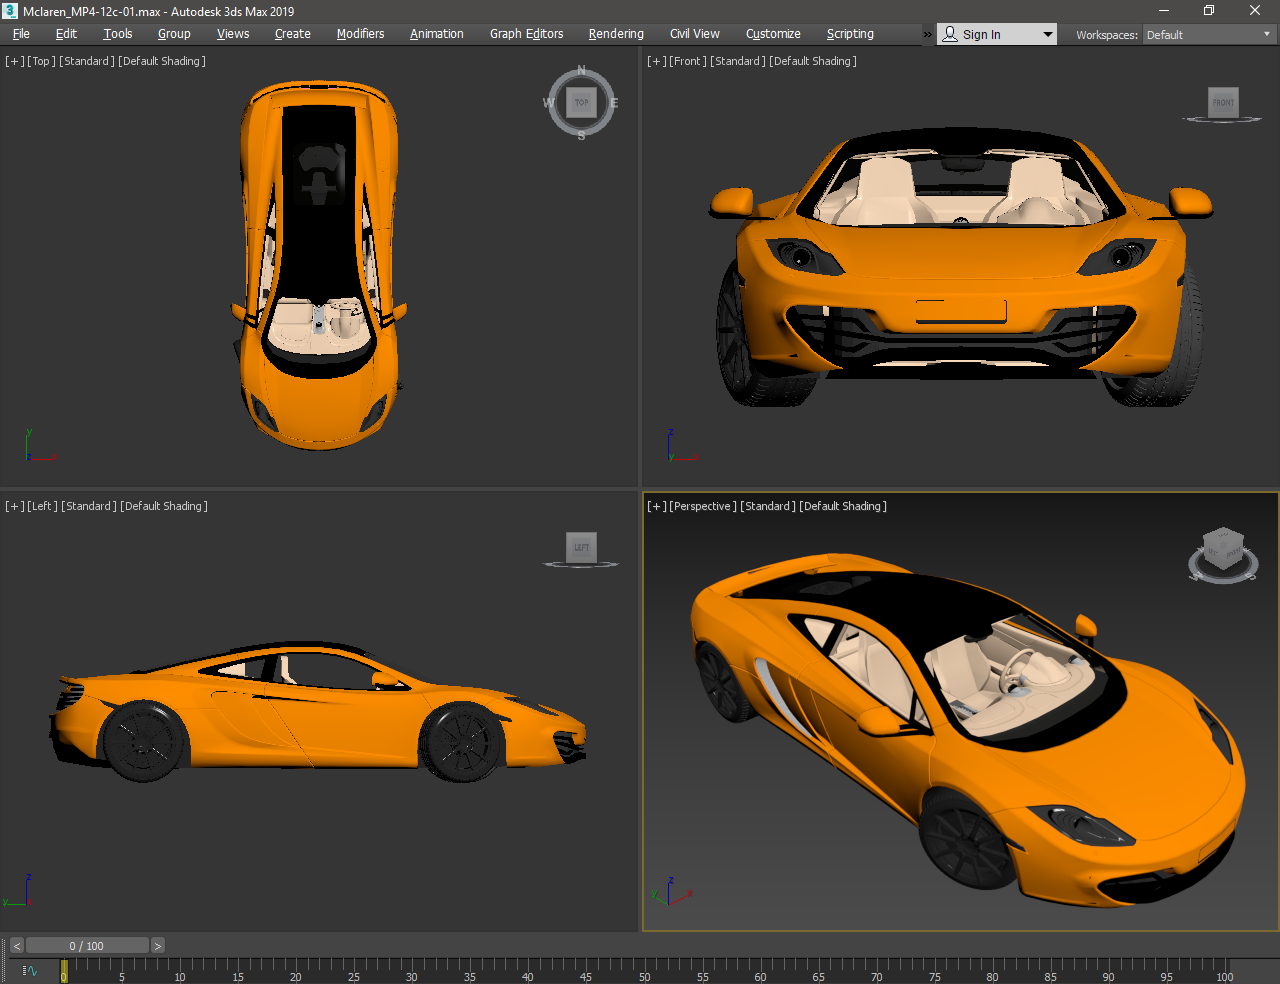 Mclaren_MP4-12c-01.max - Autodesk 3ds Max 2019
File Edit Tools Group Views Create Modifiers Animation Graph Editors Rendering Civil View Customize Scripting » Sign In Workspaces: Default
[+] [Top] [Standard] [Default Shading]
N
W TOP E
S
y
z x
[+] [Front] [Standard] [Default Shading]
FRONT
z
y x
[+] [Left] [Standard] [Default Shading]
LEFT
z
y x
[+] [Perspective] [Standard] [Default Shading]
z
y x
< 0 / 100 >
0 5 10 15 20 25 30 35 40 45 50 55 60 65 70 75 80 85 90 95 100